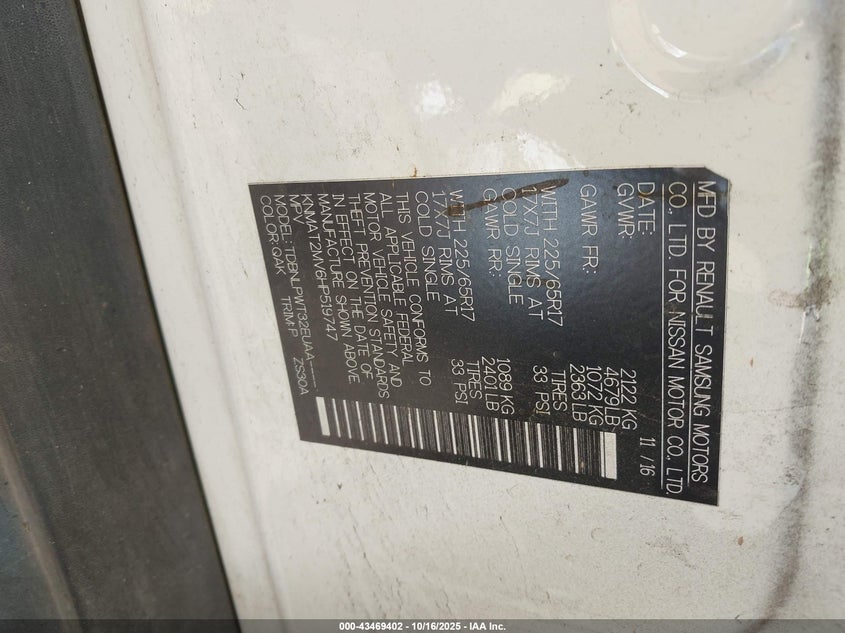 MFD BY RENAULT SAMSUNG MOTORS
CO., LTD. FOR NISSAN MOTOR CO., LTD.
DATE: 11 / 16
GVWR: 2122 KG
4679 LB
GAWR FR: 1072 KG
2363 LB
WITH 225/65R17 TIRES
17X7J RIMS AT 33 PSI
COLD SINGLE
GAWR RR: 1089 KG
2401 LB
WITH 225/65R17 TIRES
17X7J RIMS AT 33 PSI
COLD SINGLE
THIS VEHICLE CONFORMS TO
ALL APPLICABLE FEDERAL
MOTOR VEHICLE SAFETY AND
THEFT PREVENTION STANDARDS
IN EFFECT ON THE DATE OF
MANUFACTURE SHOWN ABOVE.
KNMAT2MV6HP519747
MPV
MODEL: TDBNLPWT32EUAA-----
COLOR:QAK TRIM:P ZS30A
000-43469402 - 10/16/2025 - IAA Inc.